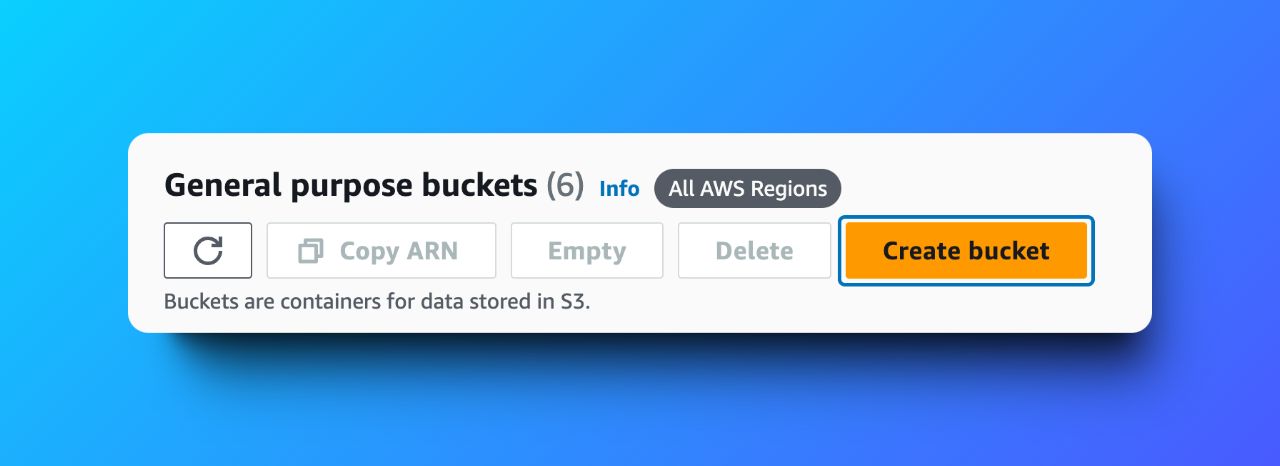 General purpose buckets (6) Info All AWS Regions
Copy ARN Empty Delete Create bucket
Buckets are containers for data stored in S3.